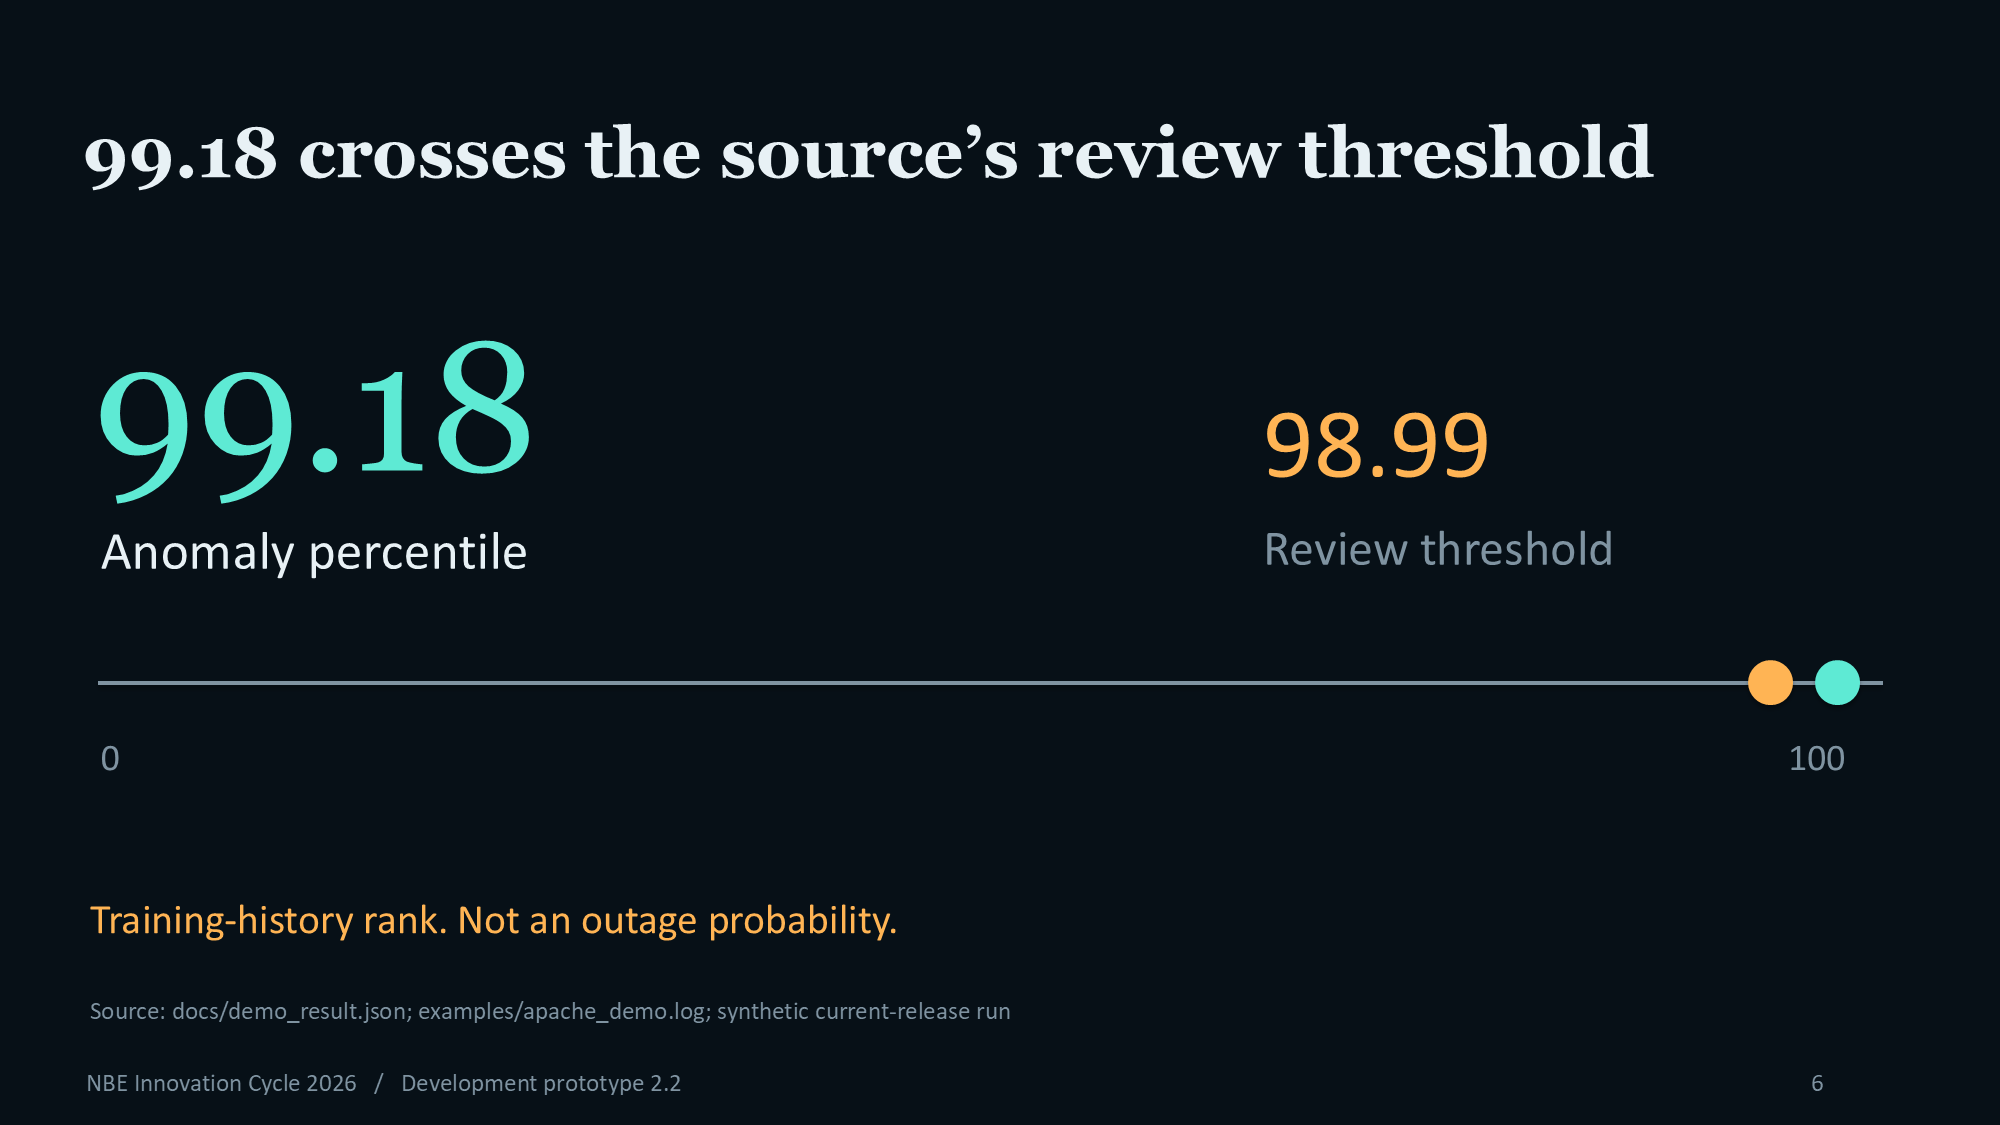 99.18 crosses the source’s review threshold
99.18
Anomaly percentile
98.99
Review threshold
0
100
Training-history rank. Not an outage probability.
Source: docs/demo_result.json; examples/apache_demo.log; synthetic current-release run
NBE Innovation Cycle 2026 / Development prototype 2.2
6